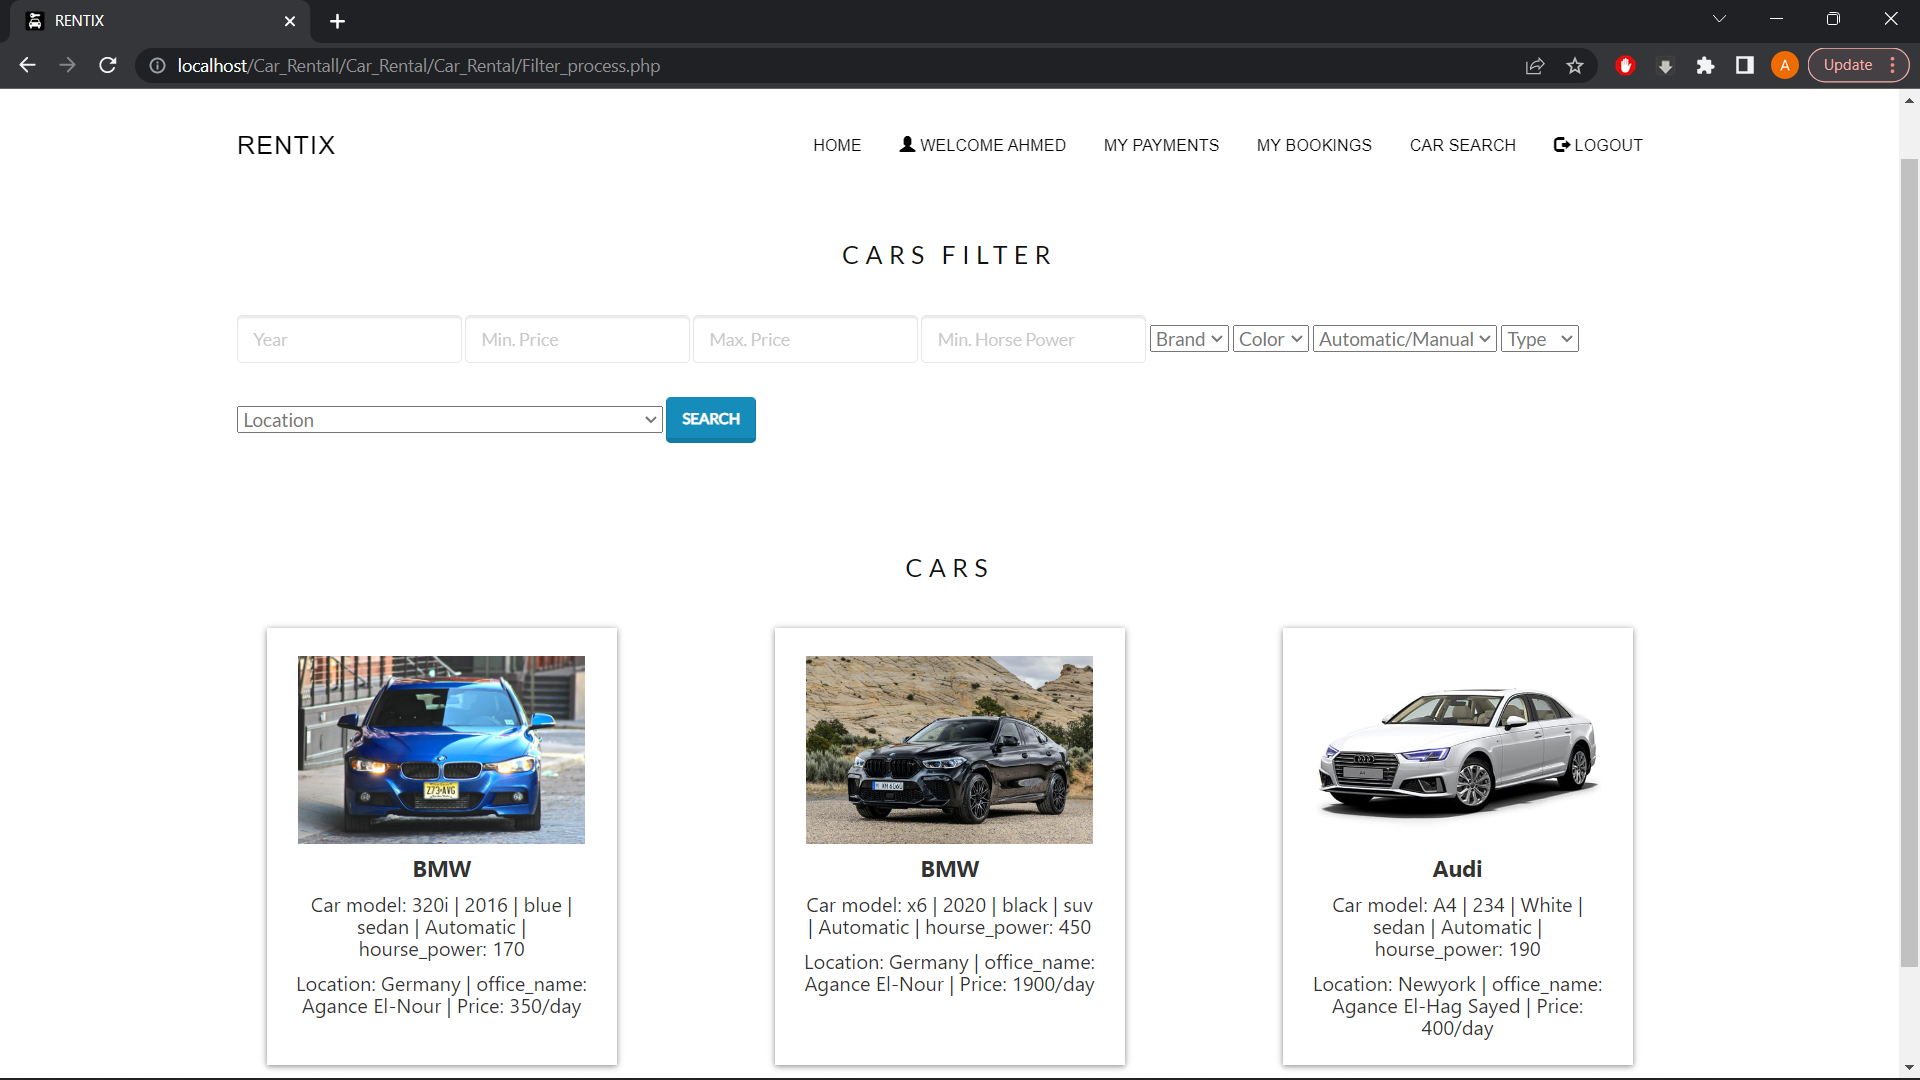 RENTIX
localhost/Car_Rentall/Car_Rental/Car_Rental/Filter_process.php
A
Update
RENTIX
HOME
WELCOME AHMED
MY PAYMENTS
MY BOOKINGS
CAR SEARCH
LOGOUT
CARS FILTER
Year
Min. Price
Max. Price
Min. Horse Power
Brand
Color
Automatic/Manual
Type
Location
SEARCH
CARS
Z73-AVG
BMW
Car model: 320i | 2016 | blue |
sedan | Automatic |
hourse_power: 170
Location: Germany | office_name:
Agance El-Nour | Price: 350/day
BMW
Car model: x6 | 2020 | black | suv
| Automatic | hourse_power: 450
Location: Germany | office_name:
Agance El-Nour | Price: 1900/day
A4
Audi
Car model: A4 | 234 | White |
sedan | Automatic |
hourse_power: 190
Location: Newyork | office_name:
Agance El-Hag Sayed | Price:
400/day